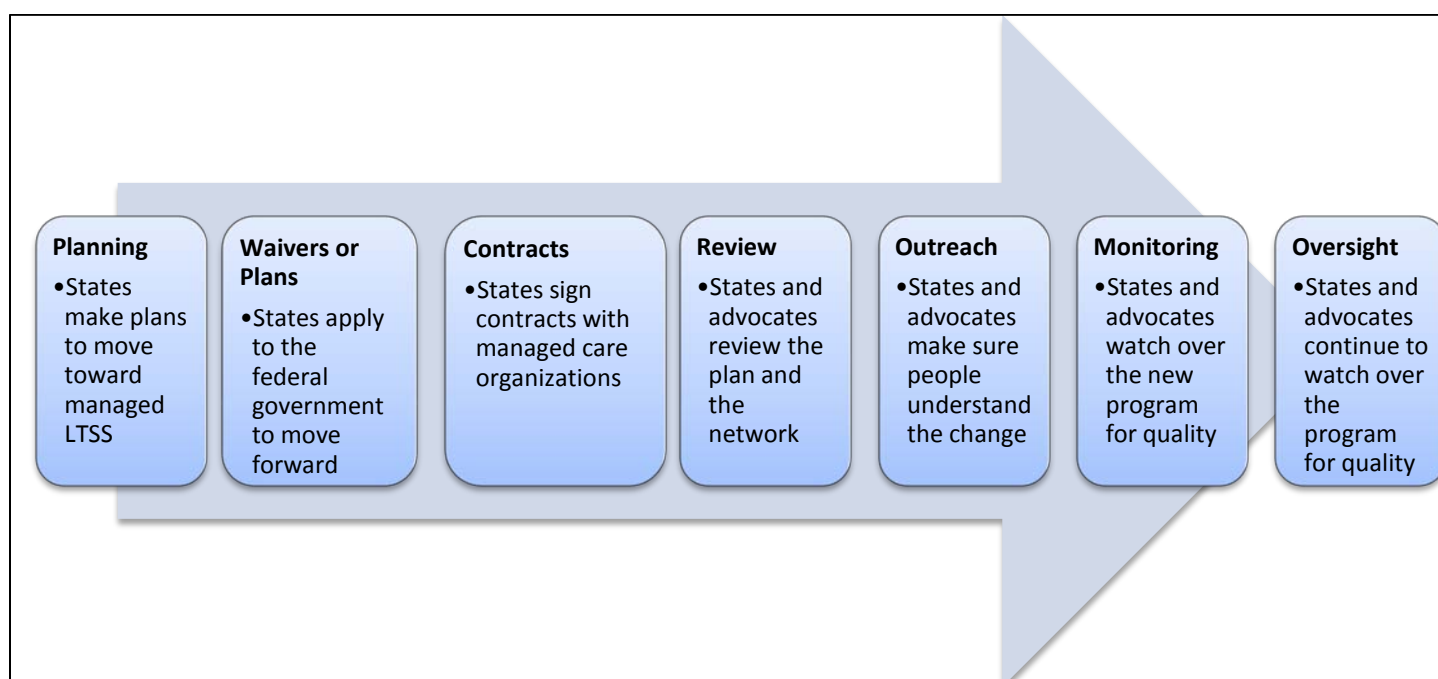 Planning
•States
make plans
to move
toward
managed
LTSS
Waivers or
Plans
•States apply
to the
federal
government
to move
forward
Contracts
•States sign
contracts with
managed care
organizations
Review
•States and
advocates
review the
plan and
the
network
Outreach
•States and
advocates
make sure
people
understand
the change
Monitoring
•States and
advocates
watch over
the new
program
for quality
Oversight
•States and
advocates
continue to
watch over
the
program
for quality